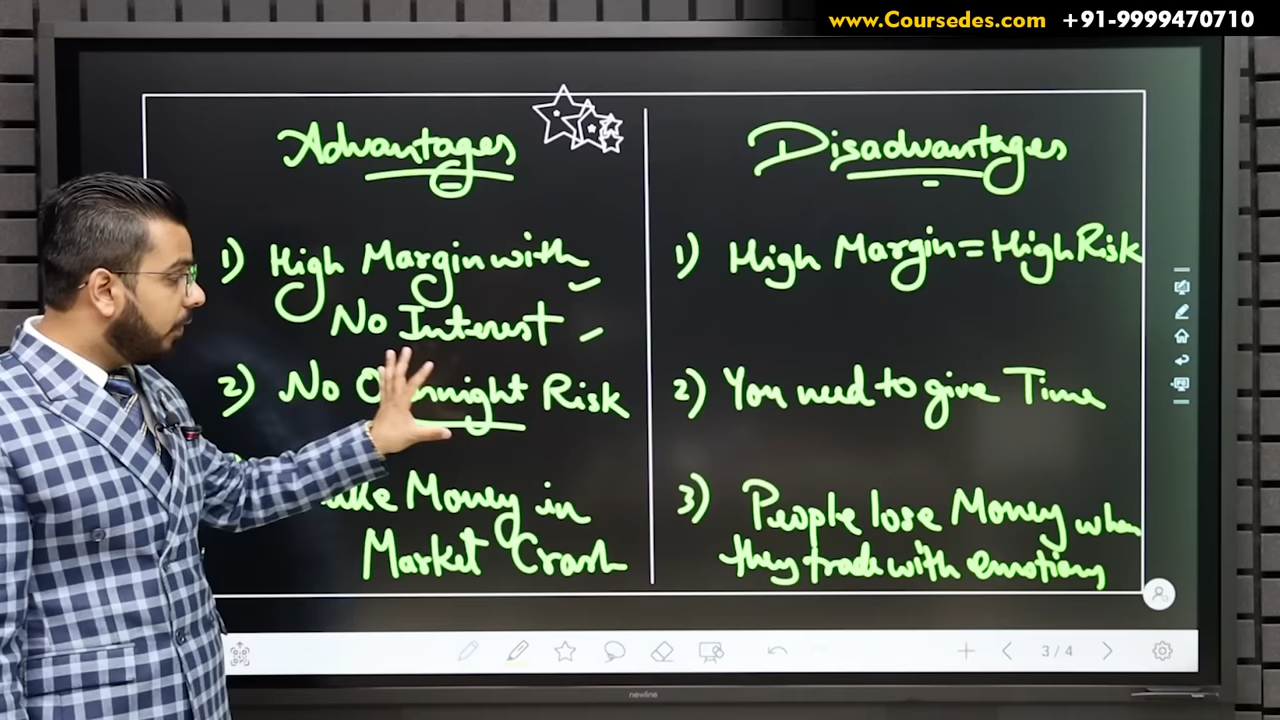 www.Coursedes.com +91-9999470710
Advantages
1) High Margin with
No Interest
2) No Overnight Risk
Make Money in
Market Crash
Disadvantages
1) High Margin = High Risk
2) You need to give Time
3) People lose Money when
they trade with emotions
3 / 4
newline